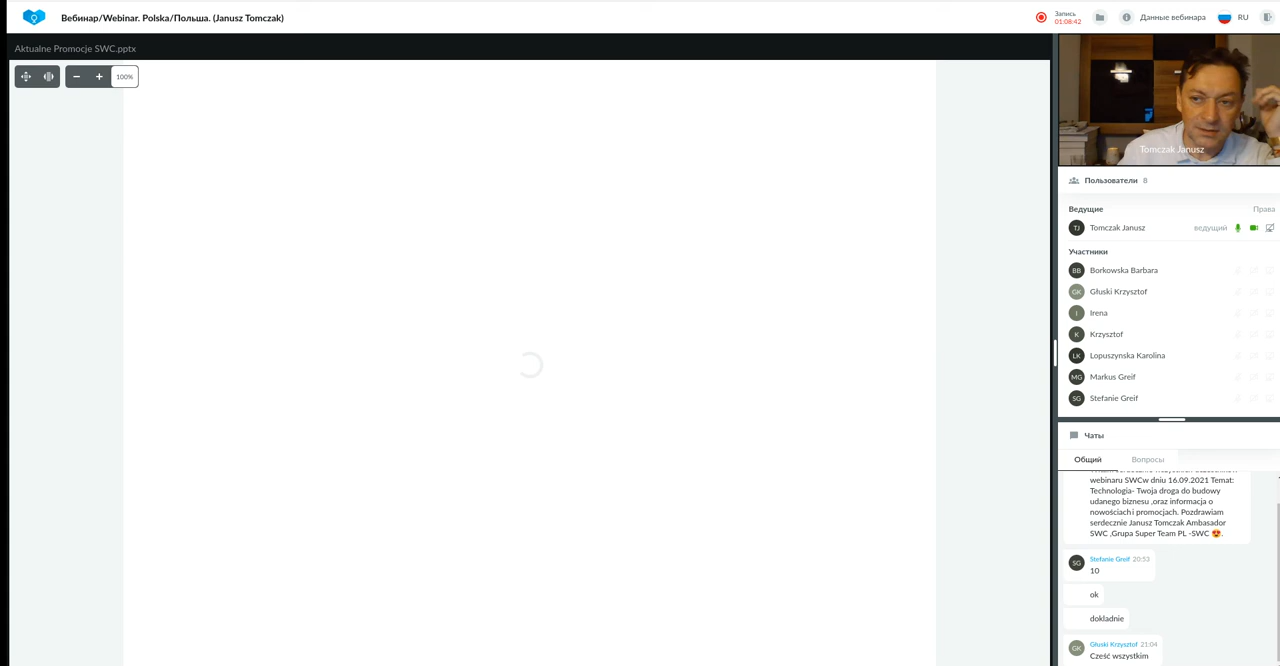 Вебинар/Webinar. Polska/Польша. (Janusz Tomczak)
Запись
01:08:42
Данные вебинара
RU
Aktualne Promocje SWC.pptx
100%
Tomczak Janusz
Пользователи 8
Ведущие Права
TJ Tomczak Janusz ведущий
Участники
BB Borkowska Barbara
GK Głuski Krzysztof
I Irena
K Krzysztof
LK Lopuszynska Karolina
MG Markus Greif
SG Stefanie Greif
Чаты
Общий Вопросы
webinaru SWCw dniu 16.09.2021 Temat:
Technologia- Twoja droga do budowy
udanego biznesu ,oraz informacja o
nowościach i promocjach. Pozdrawiam
serdecznie Janusz Tomczak Ambasador
SWC ,Grupa Super Team PL -SWC 😍.
SG Stefanie Greif 20:53
10
ok
dokladnie
GK Głuski Krzysztof 21:04
Cześć wszystkim